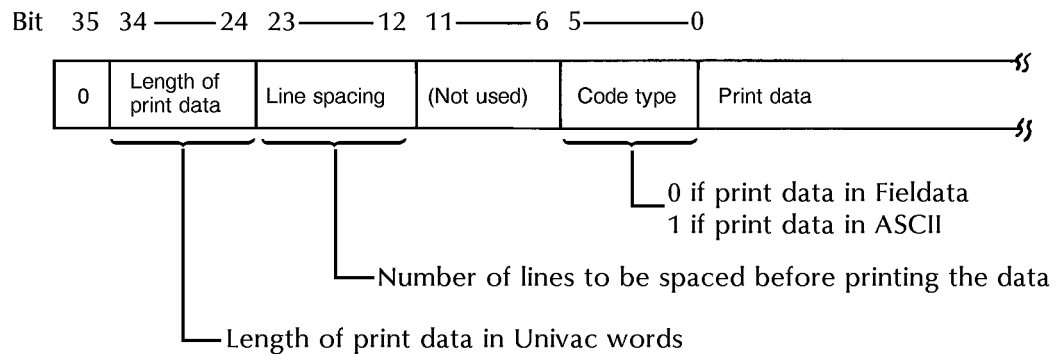 Bit 35 34——24 23——12 11——6 5——0
0 Length of print data Line spacing (Not used) Code type Print data
0 if print data in Fieldata
1 if print data in ASCII
Number of lines to be spaced before printing the data
Length of print data in Univac words